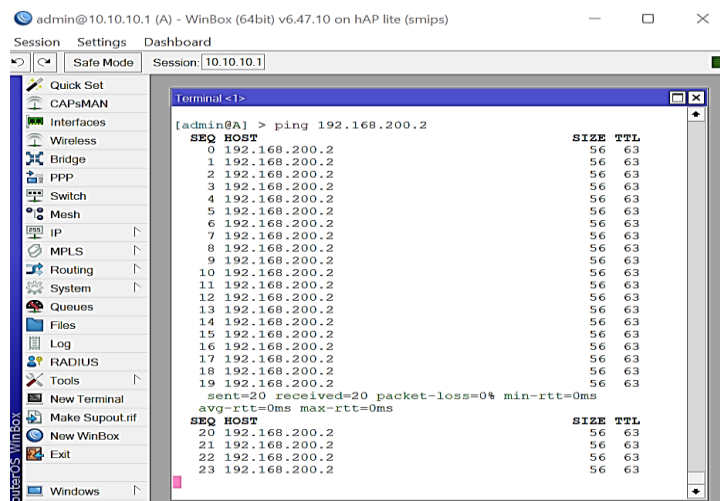 admin@10.10.10.1 (A) - WinBox (64bit) v6.47.10 on hAP lite (smips)
Session Settings Dashboard
Safe Mode Session: 10.10.10.1
Quick Set
CAPsMAN
Interfaces
Wireless
Bridge
PPP
Switch
Mesh
IP
MPLS
Routing
System
Queues
Files
Log
RADIUS
Tools
New Terminal
Make Supout.rif
New WinBox
Exit
Windows
uterOS WinBox
Terminal <1>
[admin@A] > ping 192.168.200.2
SEQ HOST SIZE TTL
0 192.168.200.2 56 63
1 192.168.200.2 56 63
2 192.168.200.2 56 63
3 192.168.200.2 56 63
4 192.168.200.2 56 63
5 192.168.200.2 56 63
6 192.168.200.2 56 63
7 192.168.200.2 56 63
8 192.168.200.2 56 63
9 192.168.200.2 56 63
10 192.168.200.2 56 63
11 192.168.200.2 56 63
12 192.168.200.2 56 63
13 192.168.200.2 56 63
14 192.168.200.2 56 63
15 192.168.200.2 56 63
16 192.168.200.2 56 63
17 192.168.200.2 56 63
18 192.168.200.2 56 63
19 192.168.200.2 56 63
sent=20 received=20 packet-loss=0% min-rtt=0ms
avg-rtt=0ms max-rtt=0ms
SEQ HOST SIZE TTL
20 192.168.200.2 56 63
21 192.168.200.2 56 63
22 192.168.200.2 56 63
23 192.168.200.2 56 63